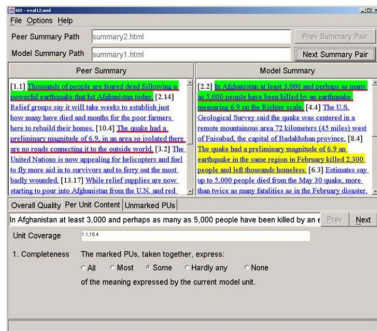 SEE - eval12.xml
File Options Help
Peer Summary Path summary2.html Prev Summary Pair
Model Summary Path summary1.html Next Summary Pair
Peer Summary
[1.1] Thousands of people are feared dead following a
powerful earthquake that hit Afghanistan today. [2.14]
Relief groups say it will take weeks to establish just
how many have died and months for the poor farmers
here to rebuild their homes. [10.4] The quake had a
preliminary magnitude of 6.9, in an area so isolated there
are no roads connecting it to the outside world. [3.2] The
United Nations is now appealing for helicopters and fuel
to fly more aid in to survivors and to ferry out the most
badly wounded. [13.17] While relief supplies are now
starting to pour into Afghanistan from the U.N. and red
Model Summary
[2.2] In Afghanistan at least 3,000 and perhaps as many
as 5,000 people have been killed by an earthquake
measuring 6.9 on the Richter scale. [4.4] The U.S.
Geological Survey said the quake was centered in a
remote mountainous area 72 kilometers (45 miles) west
of Faisabad, the capital of Badakhshan province. [8.4]
The quake had a preliminary magnitude of 6.9 an
earthquake in the same region in February killed 2,300
people and left thousands homeless. [6.3] Estimates say
up to 5,000 people died from the May 30 quake, more
than twice as many fatalities as in the February disaster.
Overall Quality Per Unit Content Unmarked PUs
In Afghanistan at least 3,000 and perhaps as many as 5,000 people have been killed by an e Prev Next
Unit Coverage 1.1,10.4
1. Completeness The marked PUs, taken together, express:
All Most Some Hardly any None
of the meaning expressed by the current model unit.